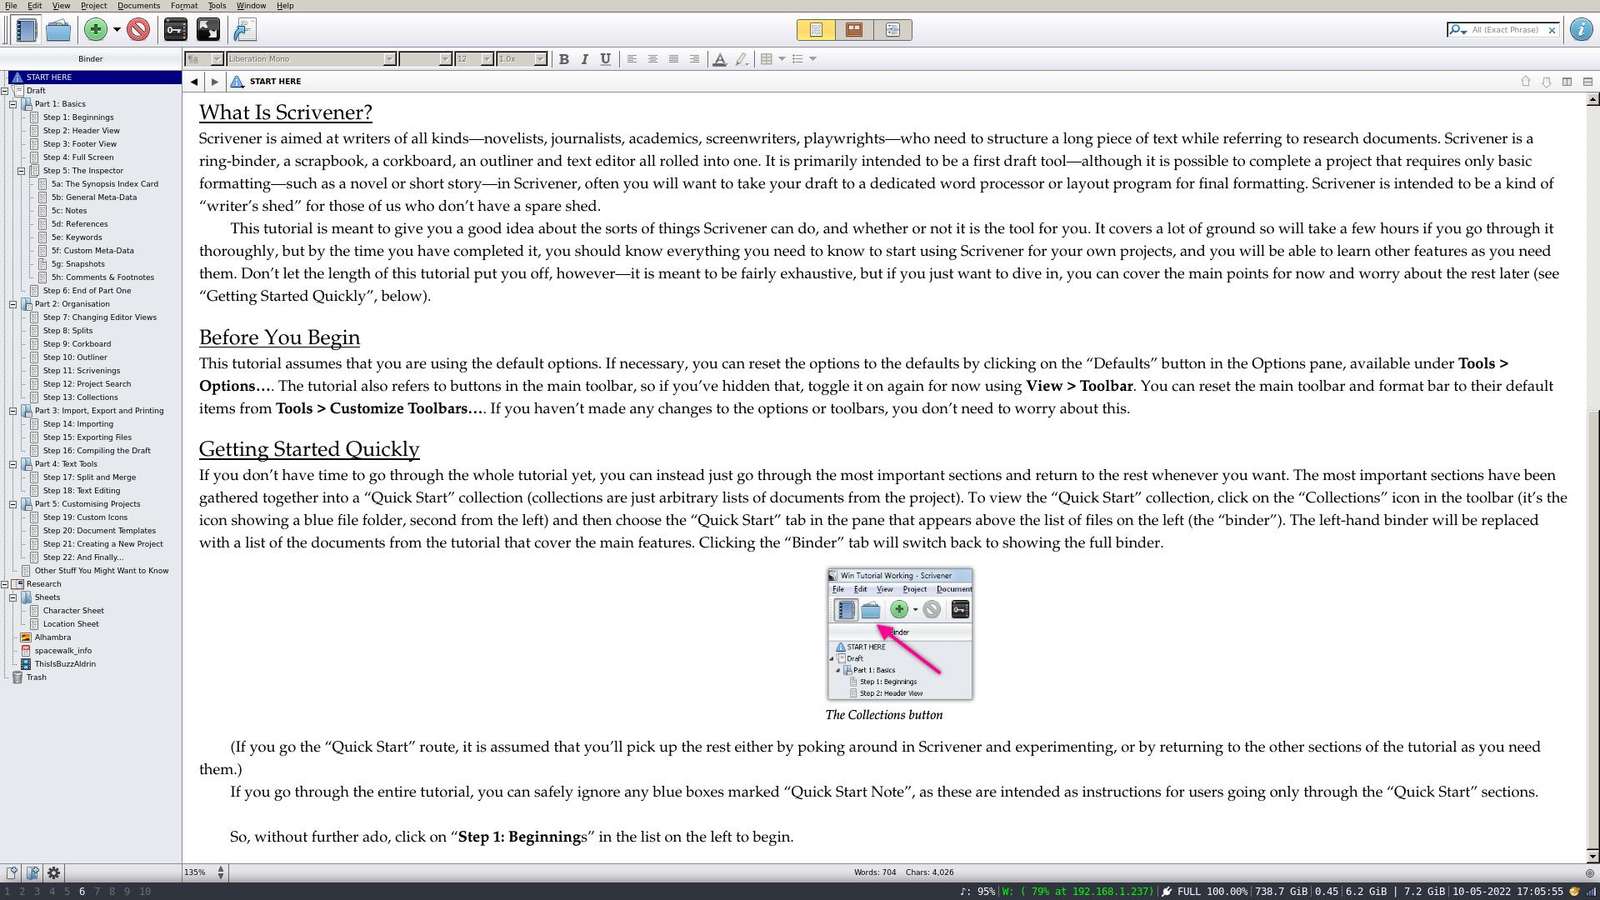 File Edit View Project Documents Format Tools Window Help
All (Exact Phrase)
Binder
Liberation Mono 12 1.0x B I U A
START HERE
START HERE
Draft
Part 1: Basics
Step 1: Beginnings
Step 2: Header View
Step 3: Footer View
Step 4: Full Screen
Step 5: The Inspector
5a: The Synopsis Index Card
5b: General Meta-Data
5c: Notes
5d: References
5e: Keywords
5f: Custom Meta-Data
5g: Snapshots
5h: Comments & Footnotes
Step 6: End of Part One
Part 2: Organisation
Step 7: Changing Editor Views
Step 8: Splits
Step 9: Corkboard
Step 10: Outliner
Step 11: Scrivenings
Step 12: Project Search
Step 13: Collections
Part 3: Import, Export and Printing
Step 14: Importing
Step 15: Exporting Files
Step 16: Compiling the Draft
Part 4: Text Tools
Step 17: Split and Merge
Step 18: Text Editing
Part 5: Customising Projects
Step 19: Custom Icons
Step 20: Document Templates
Step 21: Creating a New Project
Step 22: And Finally...
Other Stuff You Might Want to Know
Research
Sheets
Character Sheet
Location Sheet
Alhambra
spacewalk_info
ThisIsBuzzAldrin
Trash
What Is Scrivener?
Scrivener is aimed at writers of all kinds—novelists, journalists, academics, screenwriters, playwrights—who need to structure a long piece of text while referring to research documents. Scrivener is a
ring-binder, a scrapbook, a corkboard, an outliner and text editor all rolled into one. It is primarily intended to be a first draft tool—although it is possible to complete a project that requires only basic
formatting—such as a novel or short story—in Scrivener, often you will want to take your draft to a dedicated word processor or layout program for final formatting. Scrivener is intended to be a kind of
“writer’s shed” for those of us who don’t have a spare shed.
This tutorial is meant to give you a good idea about the sorts of things Scrivener can do, and whether or not it is the tool for you. It covers a lot of ground so will take a few hours if you go through it
thoroughly, but by the time you have completed it, you should know everything you need to know to start using Scrivener for your own projects, and you will be able to learn other features as you need
them. Don’t let the length of this tutorial put you off, however—it is meant to be fairly exhaustive, but if you just want to dive in, you can cover the main points for now and worry about the rest later (see
“Getting Started Quickly”, below).
Before You Begin
This tutorial assumes that you are using the default options. If necessary, you can reset the options to the defaults by clicking on the “Defaults” button in the Options pane, available under Tools >
Options.... The tutorial also refers to buttons in the main toolbar, so if you’ve hidden that, toggle it on again for now using View > Toolbar. You can reset the main toolbar and format bar to their default
items from Tools > Customize Toolbars.... If you haven’t made any changes to the options or toolbars, you don’t need to worry about this.
Getting Started Quickly
If you don’t have time to go through the whole tutorial yet, you can instead just go through the most important sections and return to the rest whenever you want. The most important sections have been
gathered together into a “Quick Start” collection (collections are just arbitrary lists of documents from the project). To view the “Quick Start” collection, click on the “Collections” icon in the toolbar (it’s the
icon showing a blue file folder, second from the left) and then choose the “Quick Start” tab in the pane that appears above the list of files on the left (the “binder”). The left-hand binder will be replaced
with a list of the documents from the tutorial that cover the main features. Clicking the “Binder” tab will switch back to showing the full binder.
Win Tutorial Working - Scrivener
File Edit View Project Document
inder
START HERE
Draft
Part 1: Basics
Step 1: Beginnings
Step 2: Header View
The Collections button
(If you go the “Quick Start” route, it is assumed that you’ll pick up the rest either by poking around in Scrivener and experimenting, or by returning to the other sections of the tutorial as you need
them.)
If you go through the entire tutorial, you can safely ignore any blue boxes marked “Quick Start Note”, as these are intended as instructions for users going only through the “Quick Start” sections.
So, without further ado, click on “Step 1: Beginnings” in the list on the left to begin.
135% Words: 704 Chars: 4,026
1 2 3 4 5 6 7 8 9 10 ♪: 95%|W: ( 79% at 192.168.1.237)| FULL 100.00%|738.7 GiB|0.45|6.2 GiB | 7.2 GiB|10-05-2022 17:05:55